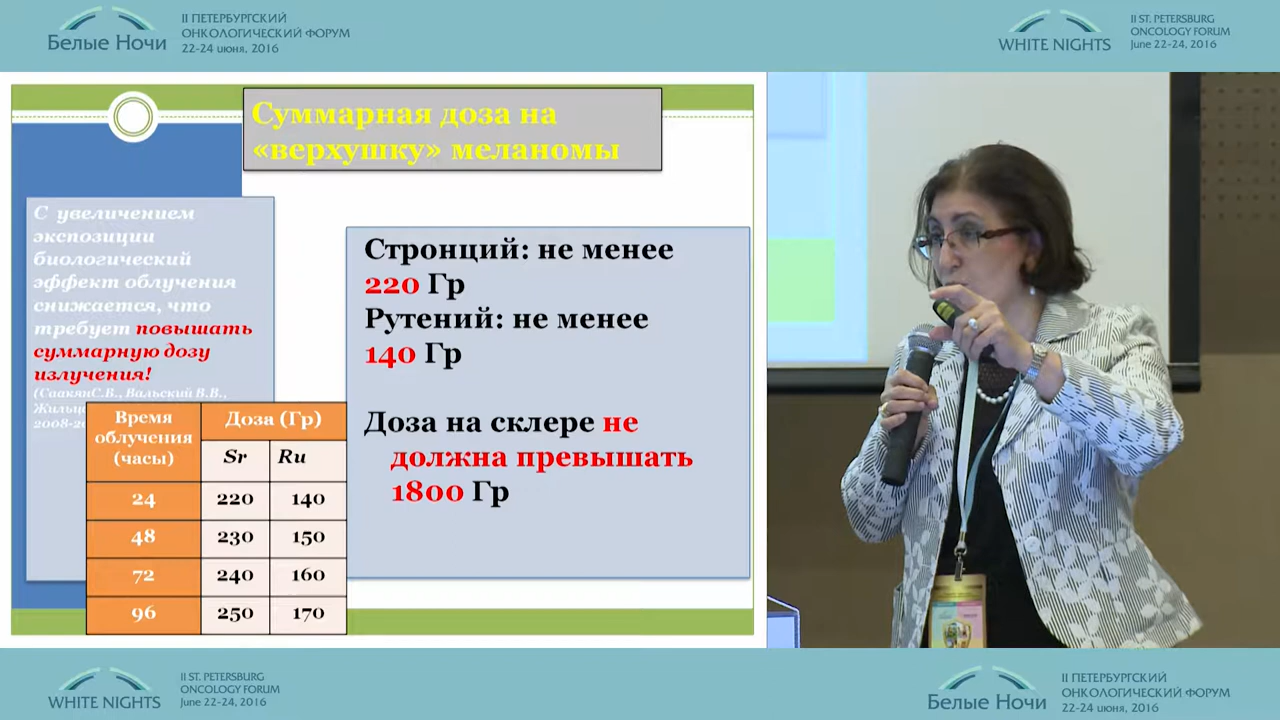 Белые Ночи
II ПЕТЕРБУРГСКИЙ
ОНКОЛОГИЧЕСКИЙ ФОРУМ
22-24 июня, 2016
WHITE NIGHTS
II ST. PETERSBURG
ONCOLOGY FORUM
June 22-24, 2016
Суммарная доза на
«верхушку» меланомы
С увеличением
экспозиции
биологический
эффект облучения
снижается, что
требует повышать
суммарную дозу
излучения!
(СаакянС.В., Вальский В.В.,
Стронций: не менее
220 Гр
Рутений: не менее
140 Гр
Доза на склере не
должна превышать
1800 Гр
Время облучения (часы) Доза (Гр)
Sr Ru
24 220 140
48 230 150
72 240 160
96 250 170
WHITE NIGHTS
II ST. PETERSBURG
ONCOLOGY FORUM
June 22-24, 2016
Белые Ночи
II ПЕТЕРБУРГСКИЙ
ОНКОЛОГИЧЕСКИЙ ФОРУМ
22-24 июня, 2016